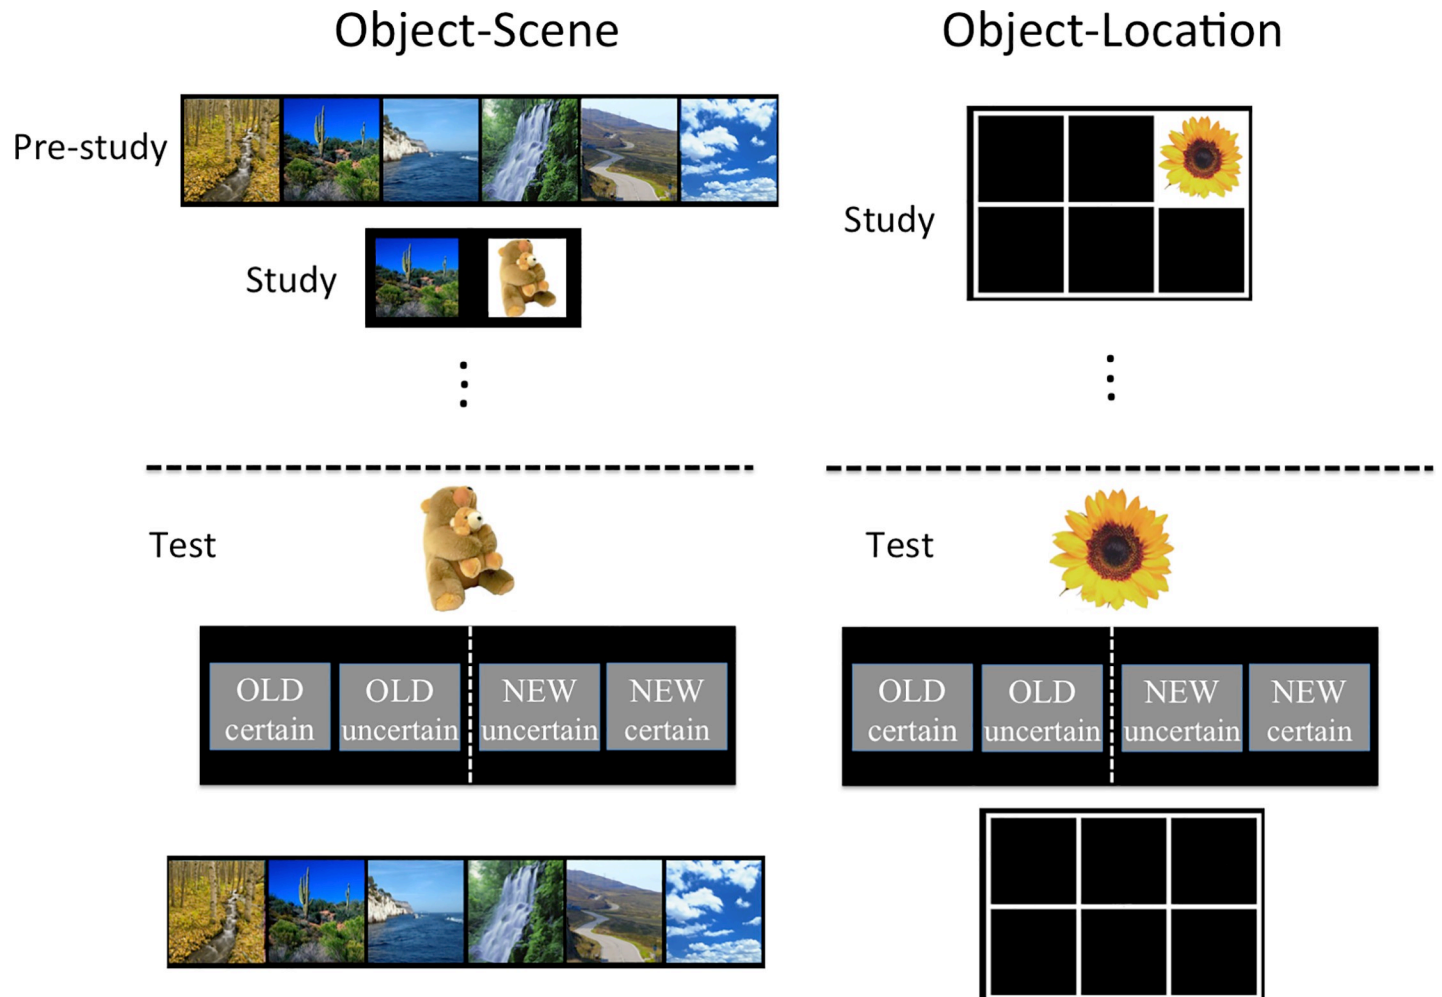 Object-Scene
Object-Location
Pre-study
Study
Study
Test
Test
OLD certain
OLD uncertain
NEW uncertain
NEW certain
OLD certain
OLD uncertain
NEW uncertain
NEW certain